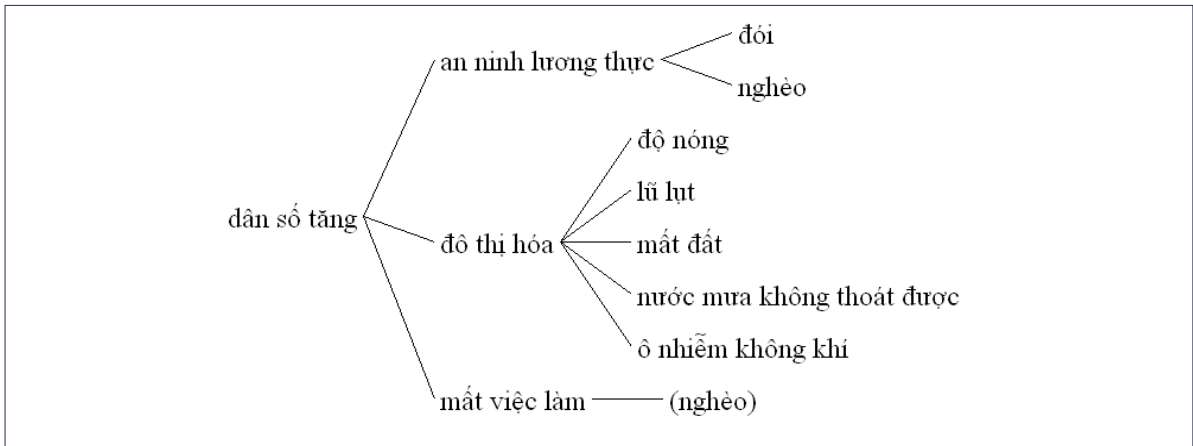 đói
an ninh lương thực
nghèo
độ nóng
lũ lụt
dân số tăng
đô thị hóa
mất đất
nước mưa không thoát được
ô nhiễm không khí
mất việc làm
(nghèo)